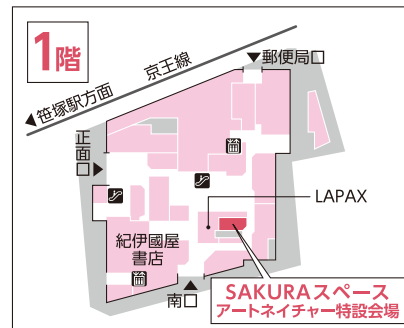 1階
京王線
◀笹塚駅方面
▼郵便局口
正面口▶
LAPAX
紀伊國屋
書店
▲
南口
SAKURAスペース
アートネイチャー特設会場